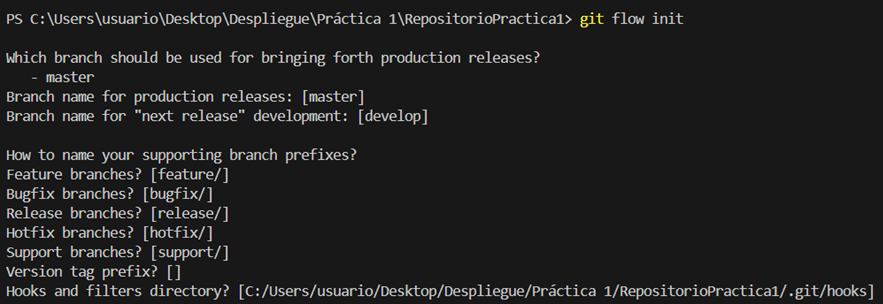 PS C:\Users\usuario\Desktop\Despliegue\Práctica 1\RepositorioPractica1> git flow init
Which branch should be used for bringing forth production releases?
- master
Branch name for production releases: [master]
Branch name for "next release" development: [develop]
How to name your supporting branch prefixes?
Feature branches? [feature/]
Bugfix branches? [bugfix/]
Release branches? [release/]
Hotfix branches? [hotfix/]
Support branches? [support/]
Version tag prefix? []
Hooks and filters directory? [C:/Users/usuario/Desktop/Despliegue/Práctica 1/RepositorioPractica1/.git/hooks]